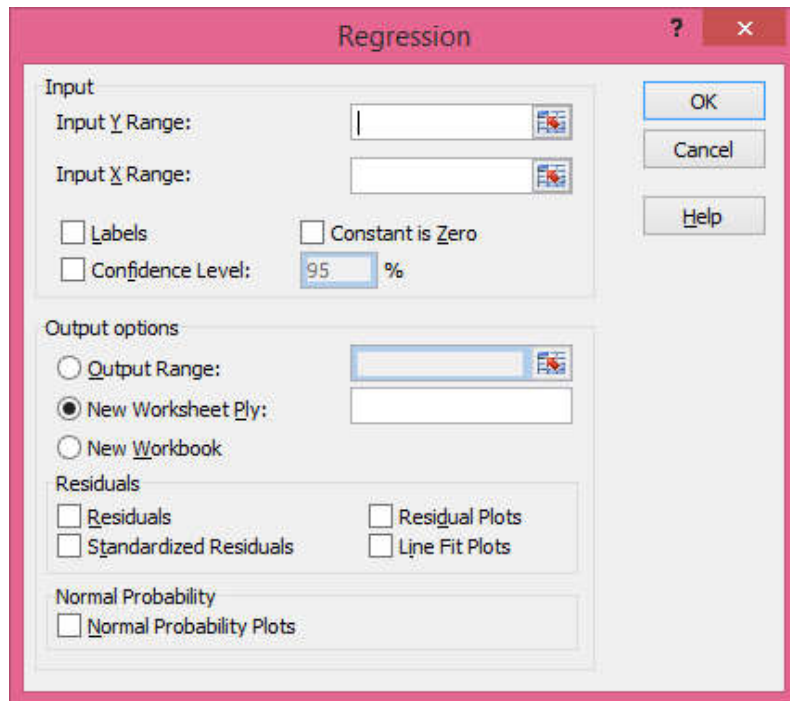 Regression
?
×
Input
Input Y Range:
Input X Range:
Labels
Constant is Zero
Confidence Level:
95
%
OK
Cancel
Help
Output options
Output Range:
New Worksheet Ply:
New Workbook
Residuals
Residuals
Residual Plots
Standardized Residuals
Line Fit Plots
Normal Probability
Normal Probability Plots